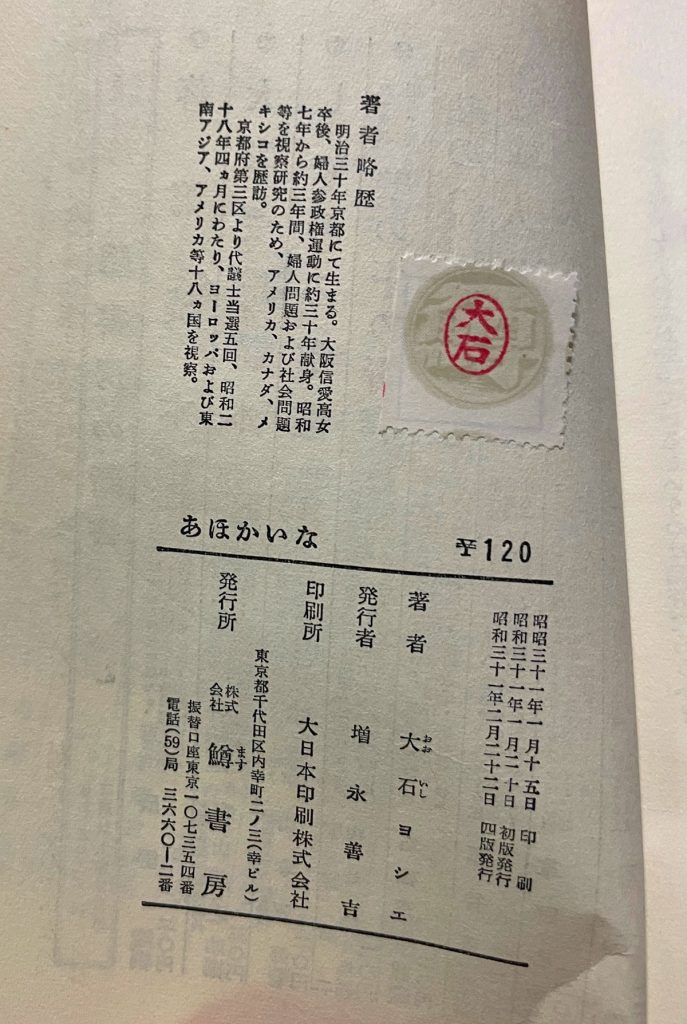 著者略歴
明治三十年京都にて生まる。大阪信愛高女
卒後、婦人参政権運動に約三十年献身。昭和
七年から約三年間、婦人問題および社会問題
等を視察研究のため、アメリカ、カナダ、メ
キシコを歴訪。
京都府第三区より代議士当選五回、昭和二
十八年四ヵ月にわたり、ヨーロッパおよび東
南アジア、アメリカ等十八ヵ国を視察。
大石
あほかいな
120
昭昭三十一年一月十五日 印刷
昭和三十一年一月二十日 初版発行
昭和三十一年二月二十二日 四版発行
著者 大石ヨシエ
おお いし
発行者 増永善吉
印刷所 大日本印刷株式会社
東京都千代田区内幸町二ノ三(幸ビル)
発行所 株式会社 鱒書房
ます
振替口座東京一〇七三五四番
電話(59)局 三六六〇—二番